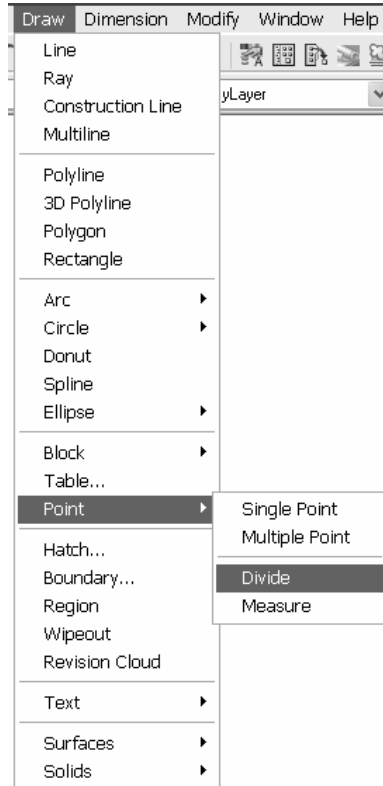 Draw Dimension Modify Window Help
Line
Ray
yLayer
Construction Line
Multiline
Polyline
3D Polyline
Polygon
Rectangle
Arc
Circle
Donut
Spline
Ellipse
Block
Table...
Point
Single Point
Multiple Point
Divide
Measure
Hatch...
Boundary...
Region
Wipeout
Revision Cloud
Text
Surfaces
Solids